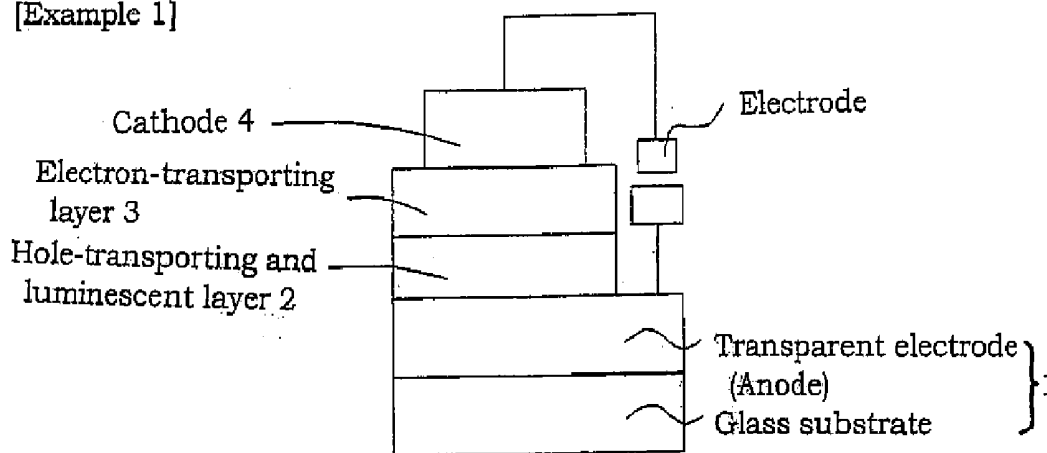 [Example 1]
Electrode
Cathode 4
Electron-transporting
layer 3
Hole-transporting and
luminescent layer 2
Transparent electrode
(Anode)
Glass substrate